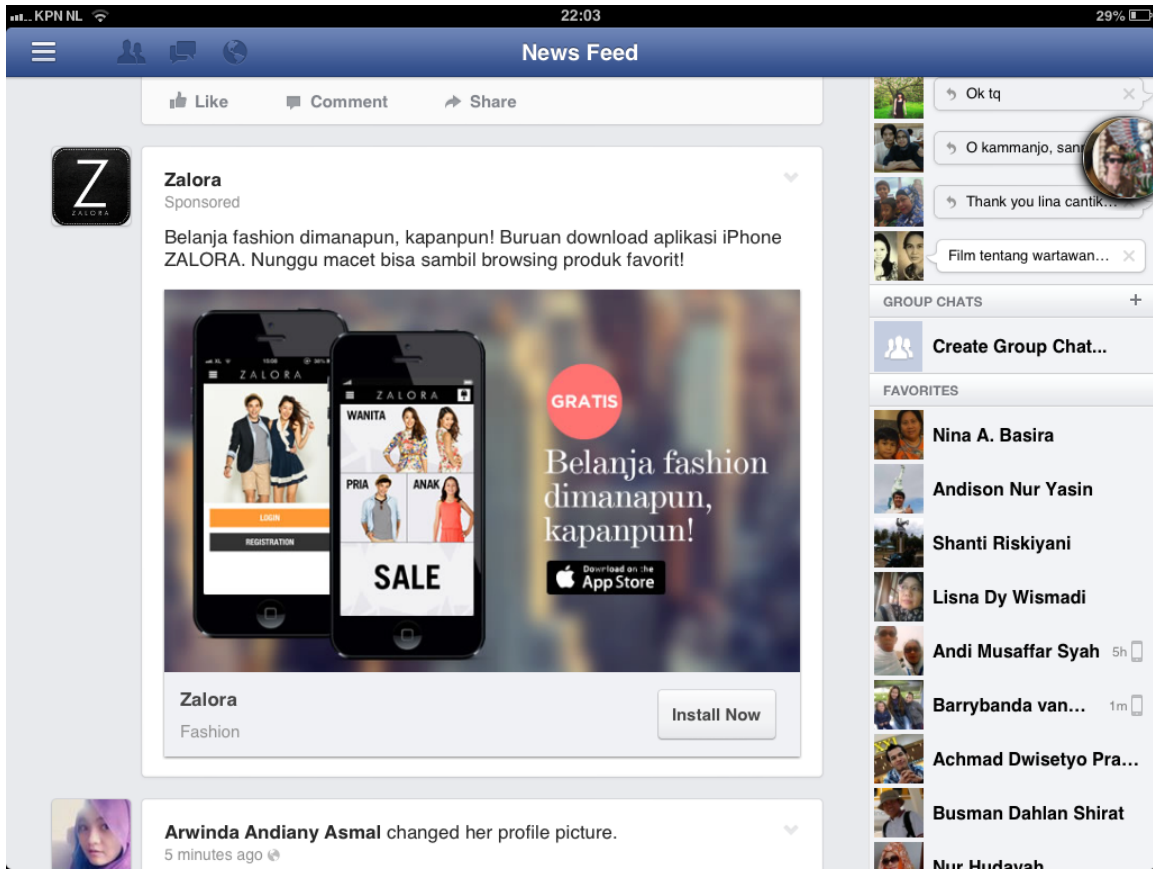 KPN NL
22:03
29%
News Feed
Like
Comment
Share
Z
ZALORA
Zalora
Sponsored
Belanja fashion dimanapun, kapanpun! Buruan download aplikasi iPhone
ZALORA. Nunggu macet bisa sambil browsing produk favorit!
XL
ZALORA
LOGIN
REGISTRATION
ZALORA
WANITA
PRIA
ANAK
SALE
GRATIS
Belanja fashion
dimanapun,
kapanpun!
Download on the
App Store
Zalora
Fashion
Install Now
Arwinda Andiany Asmal changed her profile picture.
5 minutes ago
Ok tq
O kammanjo,
Thank you lina cantik...
Film tentang wartawan...
GROUP CHATS +
Create Group Chat...
FAVORITES
Nina A. Basira
Andison Nur Yasin
Shanti Riskiyani
Lisna Dy Wismadi
Andi Musaffar Syah 5h
Barrybanda van... 1m
Achmad Dwisetyo Pra...
Busman Dahlan Shirat
Nur Hudayah